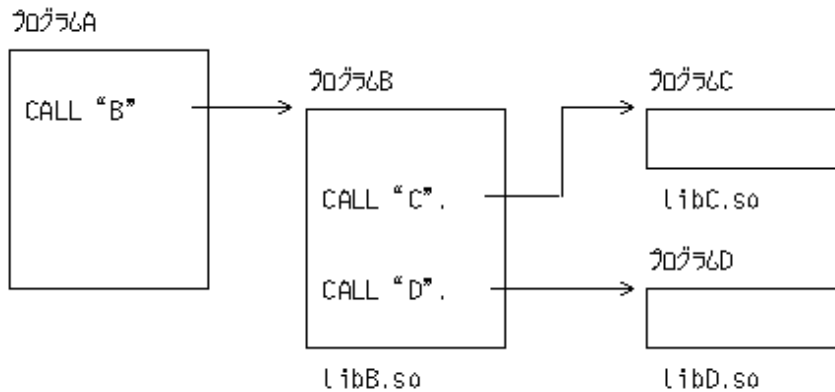 プログラムA
CALL “B”
プログラムB
CALL “C”.
CALL “D”.
libB.so
プログラムC
libC.so
プログラムD
libD.so